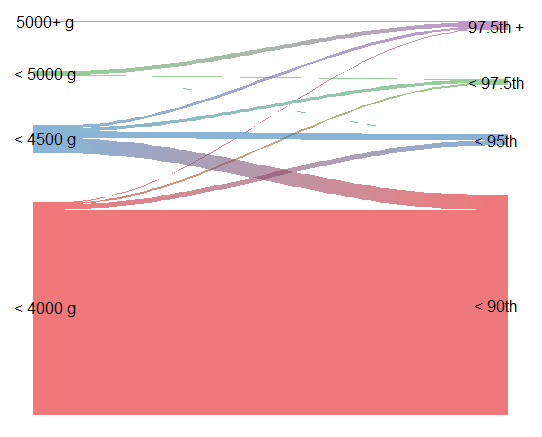 5000+ g
97.5th +
< 5000 g
< 97.5th
< 4500 g
< 95th
< 4000 g
< 90th